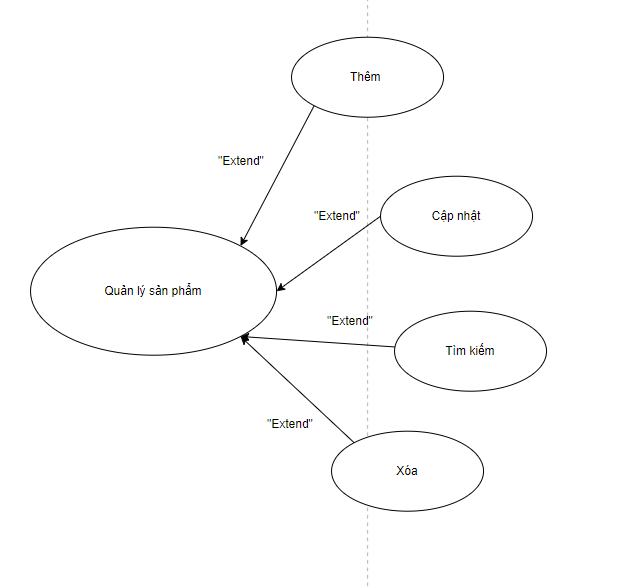 Thêm
"Extend"
"Extend"
Cập nhật
Quản lý sản phẩm
"Extend"
Tìm kiếm
"Extend"
Xóa